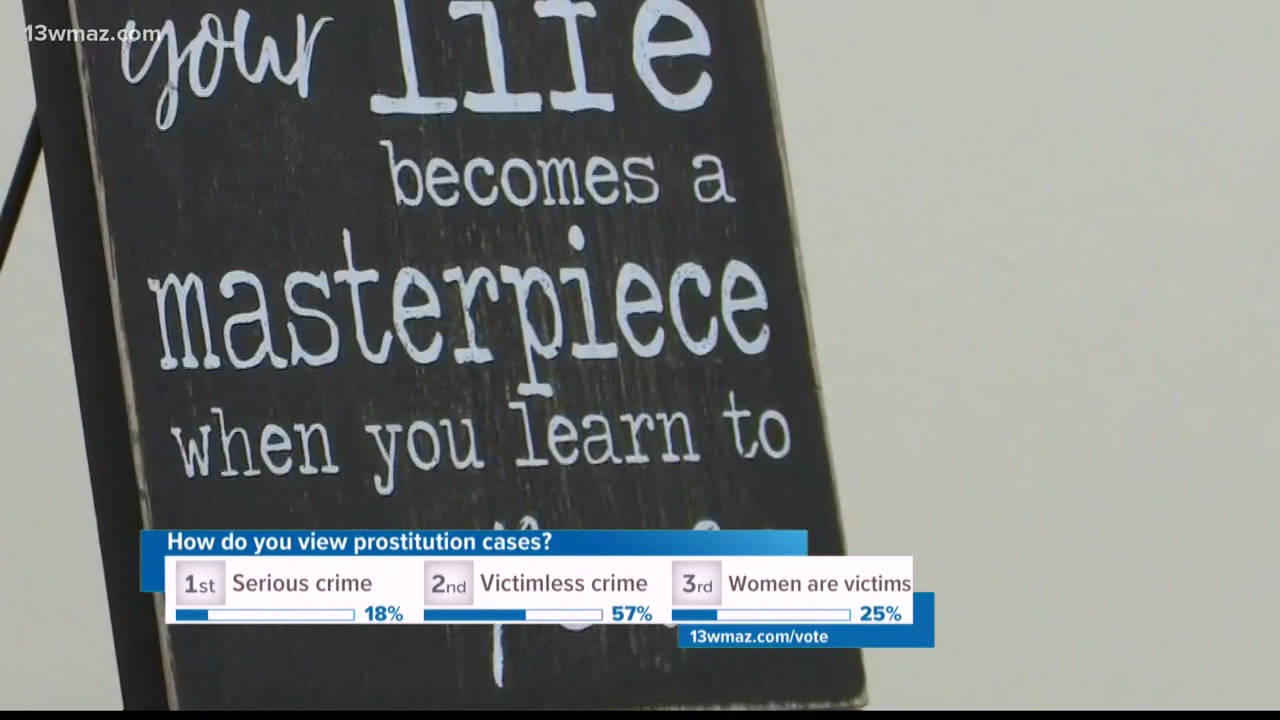 13wmaz.com
your life
becomes a
masterpiece
when you learn to
How do you view prostitution cases?
1st Serious crime
18%
2nd Victimless crime
57%
3rd Women are victims
25%
13wmaz.com/vote